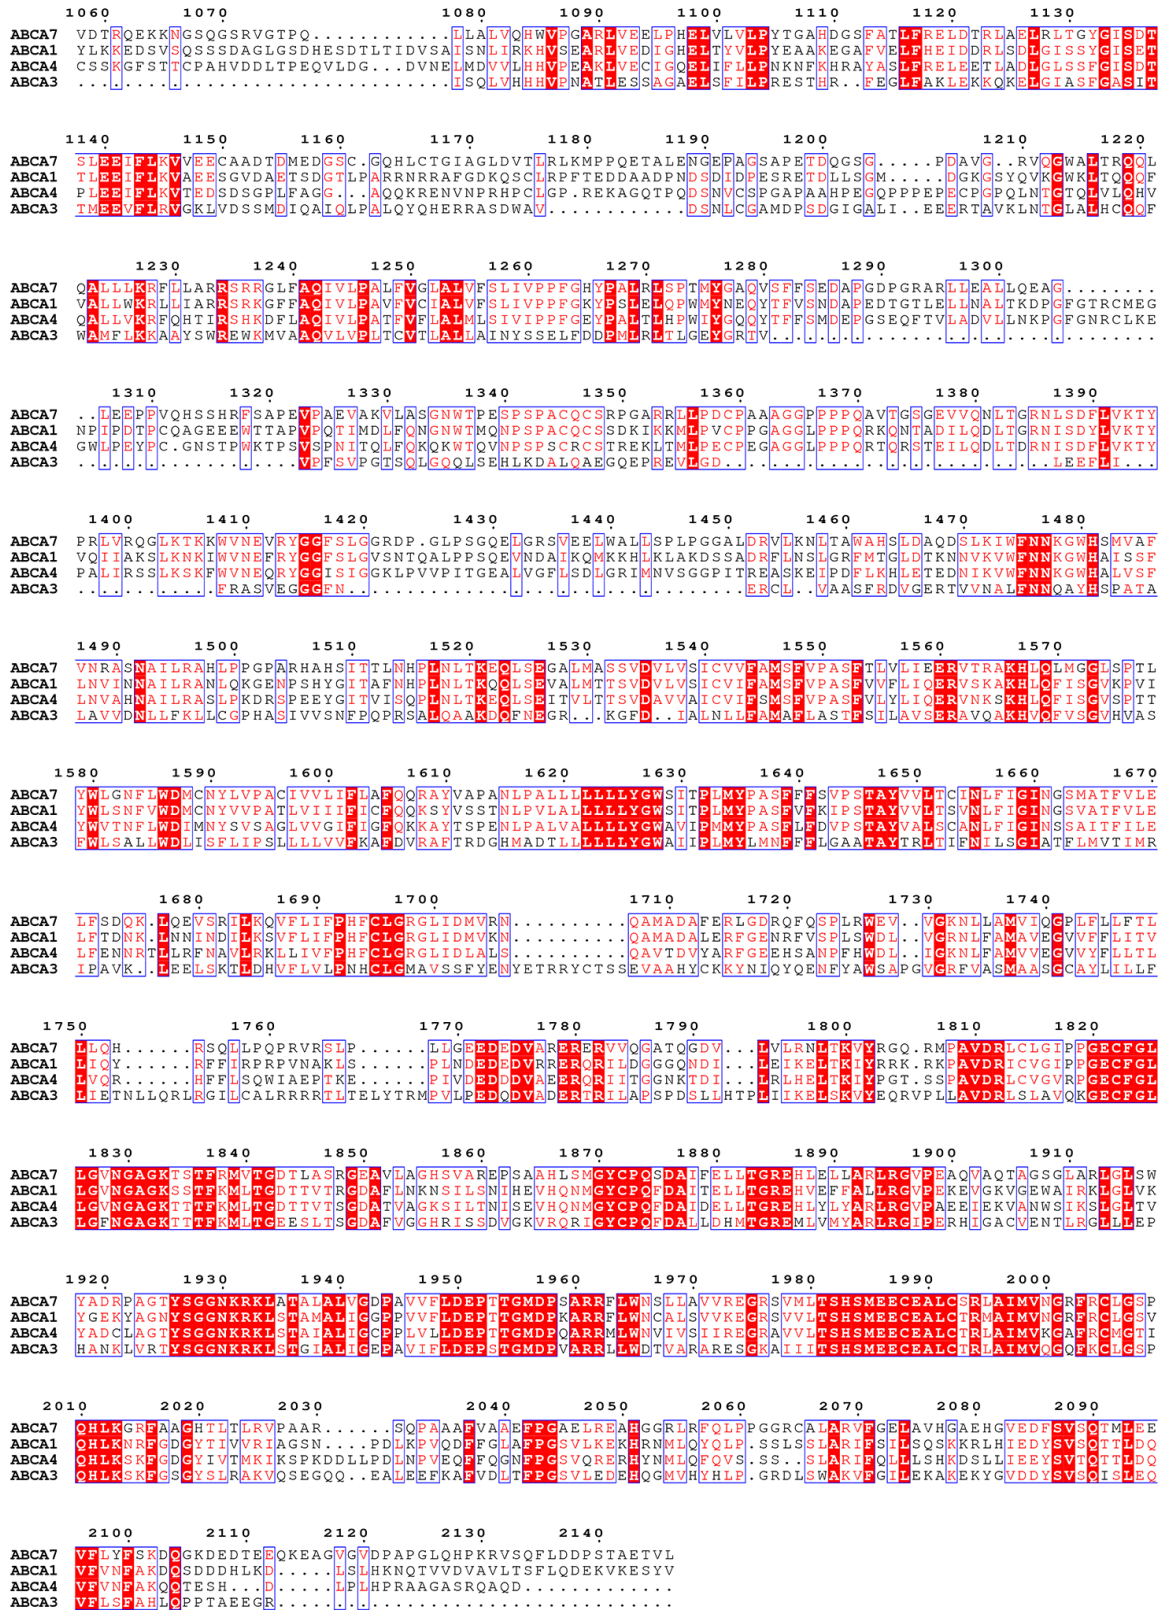 1060 1070 1080 1090 1100 1110 1120 1130
ABCA7 VDTRQEKKNGSQGSRVGTPQ............LLALVQHWVPGARLVEELPHELVLVLPYTGAHDGSFATLFRELDTRLAELRLTGYGISDT
ABCA1 YLKKEDSVSQSSSDAGLGSDHESDTLTIDVSAISNLIRKHVSEARLVEDIGHELTYVLPYEAAKEGAFVELFHEIDDRLSDLGISSYGISET
ABCA4 CSSKGFSTTCPAHVDDLTPEQVLDG...DVNELMDVVLHHVPEAKLVECIGQELIFLLPNKNFKHRAYASLFRELEETLADLGLSSFGISDT
ABCA3 ................................ISQLVHHHVPNATLESSAGAELSFILPRESTHR..FEGLFAKLEKKQKELGIASFGASIT
1140 1150 1160 1170 1180 1190 1200 1210 1220
ABCA7 SLEEIFLKVVEECAADTDMEDGSC.GQHLCTGIAGLDVTLRLKMPPQETALENGEPAGSAPETDQGSG.....PDAVG..RVQGWALTRQQL
ABCA1 TLEEIFLKVAEESGVDAETSDGTLPARRNRRAFGDKQSCLRPFTEDDAADPNDSDIDPESRETDLLSGM....DGKGSYQVKGWKLTQQQF
ABCA4 PLEEIFLKVTEDSDSGPLFAGG..AQQKRENVNPRHPCLGP.REKAGQTPQDSNVCSPGAPAAHPEGQPPPEPECPGPQLNTGTQLVLQHV
ABCA3 TMEEVFLRVGKLVDSSMDIQAIQLPALQYQHERRASDWAV...........DSNLCGAMDPSDGIGALI..EEERTAVKLNTGLALHCQQF
1230 1240 1250 1260 1270 1280 1290 1300
ABCA7 QALLLKRFLLARRSRRGLFAQIVLPALFVGLALVFSLIVPPFGHYPALRLSPTMYGAQVSFFSEDAPGDPGRARLLEALLQEAG........
ABCA1 VALLWKRLLIARRSRKGFFAQIVLPAVFVCIALVFSLIVPPFGKYPSLELQPWMYNEQYTFVSNDAPEDTGTLELLNALTKDPGFGTRCMEG
ABCA4 QALLVKRFQHTIRSHKDFLAQIVLPATFVFLALMLSIVIPPFGEYPALTLHPWIYGQQYTFFSMDEPGSEQFTVLADVLLNKPGFGNRCLKE
ABCA3 WAMFLKKAAYSWREWKMVAAQVLVPLTCVTLALLAINYSSELFDDPMLRLTLGEYGRTV.................................
1310 1320 1330 1340 1350 1360 1370 1380 1390
ABCA7 ..LEEPPVQHSSHRFSAPEVPAEVAKVLASGNWTPESPSPACQCSRPGARRLLPDCPAAAGGPPPPQAVTGSGEVVQNLTGRNLSDFLVKTY
ABCA1 NPIPDTPCQAGEEEWTTAPVPQTIMDLFQNGNWTMQNPSPACQCSSDKIKKMLPVCPPGAGGLPPPQRKQNTADILQDLTGRNISDYLVKTY
ABCA4 GWLPEYPC.GNSTPWKTPSVSPNITQLFQKQKWTQVNPSPSCRCSTREKLTMLPECPEGAGGLPPPQRTQRSTEILQDLTDRNISDFLVKTY
ABCA3 ...................VPFSVPGTSQLGQQLSEHLKDALQAEGQEPREVLGD..........................LEEFLI....
1400 1410 1420 1430 1440 1450 1460 1470 1480
ABCA7 PRLVRQGLKTKKWVNEVRYGGFSLGGRDP.GLPSGQELGRSVEELWALLSPLPGGALDRVLKNLTAWAHSLDAQDSLKIWFNNKGWHSMVAF
ABCA1 VQIIAKSLKNKIWVNEFRYGGFSLGVSNTQALPPSQEVNDAIKQMKKHLKLAKDSSADRFLNSLGRFMTGLDTKNNVKVWFNNKGWHAISSF
ABCA4 PALIRSSLKSKFWVNEQRYGGISIGGKLPVVPITGEALVGFLSDLGRIMNVSGGPITREASKEIPDFLKHLETEDNIKVWFNNKGWHALVSF
ABCA3 ...........FRASVEGGGFN................................ERCL..VAASFRDVGERTVVNALFNNQAYHSPATA
1490 1500 1510 1520 1530 1540 1550 1560 1570
ABCA7 VNRASNAILRAHLPPGPARHAHSITTLNHPLNLTKEQLSEGALMASSVDVLVSICVVFAMSFVPASFTLVLIEERVTRAKHLQLMGGLSPTL
ABCA1 LNVINNAILRANLQKGENPSHYGITAFNHPLNLTKQQLSEVALMTTSVDVLVSICVIFAMSFVPASFVVFLIQERVSKAKHLQFISGVKPVI
ABCA4 LNVAHNAILRASLPKDRSPEEYGITVISQPLNLTKEQLSEITVLTTSVDAVVAICVIFSMSFVPASFVLYLIQERVNKSKHLQFISGVSPTT
ABCA3 LAVVDNLLFKLLCGPHASIVVSNFPQPRSALQAAKDQFNEGR..KGFD..IALNLLFAMAFLASTFSILAVSERAVQAKHVQFVSGVHVAS
1580 1590 1600 1610 1620 1630 1640 1650 1660 1670
ABCA7 YWLGNFLWDMCNYLVPACIVVLIFLAFQQRAYVAPANLPALLLLLLLYGWSITPLMYPASFFFSVPSTAYVVLTCINLFIGINGSMATFVLE
ABCA1 YWLSNFVWDMCNYVVPATLVIIIFICFQQKSYVSSTNLPVLALLLLLYGWSITPLMYPASFVFKIPSTAYVVLTSVNLFIGINGSVATFVLE
ABCA4 YWVTNFLWDIMNYSVSAGLVVGIFIGFQKKAYTSPENLPALVALLLLYGWAVIPMMYPASFLFDVPSTAYVALSCANLFIGINSSAITFILE
ABCA3 FWLSALLWDLISFLIPSLLLLVVFKAFDVRAFTRDGHMADTLLLLLLYGWAIIPLMYLMNFFFLGAATAYTRLTIFNILSGIATFLMVTIMR
1680 1690 1700 1710 1720 1730 1740
ABCA7 LFSDQK.LQEVSRILKQVFLIFPHFCLGRGLIDMVRN..........QAMADAFERLGDRQFQSPLRWEV..VGKNLLAMVIQGPLFLLFTL
ABCA1 LFTDNK.LNNINDILKSVFLIFPHFCLGRGLIDMVKN..........QAMADALERFGENRFVSPLSWDL..VGRNLFAMAVEGVVFFLITV
ABCA4 LFENNRTLLRFNAVLRKLLIVFPHFCLGRGLIDLALS..........QAVTDVYARFGEEHSANPFHWDL..IGKNLFAMVVEGVVYFLLTL
ABCA3 IPAVK..LEELSKTLDHVFLVLPNHCLGMAVSSFYENYETRRYCTSSEVAAHYCKKYNIQYQENFYAWSAPGVGRFVASMAASGCAYLILLF
1750 1760 1770 1780 1790 1800 1810 1820
ABCA7 LLQH......RSQLLPQPRVRSLP......LLGEEDEDVARERERVVQGATQGDV...LVLRNLTKVYRGQ.RMPAVDRLCLGIPPGECFGL
ABCA1 LIQY......RFFIRPRPVNAKLS......PLNDEDEDVRRERQRILDGGGQNDI...LEIKELTKIYRRK.RKPAVDRICVGIPPGECFGL
ABCA4 LVQR......HFFLSQWIAEPTKE......PIVDEDDDVAEERQRIITGGNKTDI...LRLHELTKIYPGT.SSPAVDRLCVGVRPGECFGL
ABCA3 LIETNLLQRLRGILCALRRRRTLTELYTRMPVLPEDQDVADERTRILAPSPDSLLHTPLIIKELSKVYEQRVPLLAVDRLSLAVQKGECFGL
1830 1840 1850 1860 1870 1880 1890 1900 1910
ABCA7 LGVNGAGKTSTFRMVTGDTLASRGEAVLAGHSVAREPSAAHLSMGYCPQSDAIFELLTGREHLELLARLRGVPEAQVAQTAGSGLARLGLSW
ABCA1 LGVNGAGKSSTFKMLTGDTTVTRGDAFLNKNSILSNIHEVHQNMGYCPQFDAITELLTGREHVEFFALLRGVPEKEVGKVGEWAIRKLGLVK
ABCA4 LGVNGAGKTTTFKMLTGDTTVTSGDATVAGKSILTNISEVHQNMGYCPQFDAIDELLTGREHLYLYARLRGVPAEEIEKVANWSIKSLGLTV
ABCA3 LGFNGAGKTTTFKMLTGEESLTSGDAFVGGHRISSDVGKVRQRIGYCPQFDALLDHMTGREMLVMYARLRGIPERHIGACVENTLRGLLLEP
1920 1930 1940 1950 1960 1970 1980 1990 2000
ABCA7 YADRPAGTYSGGNKRKLATALALVGDPAVVFLDEPTTGMDPSARRFLWNSLLAVVREGRSVMLTSHSMEECEALCSRLAIMVNGRFRCLGSP
ABCA1 YGEKYAGNYSGGNKRKLSTAMALIGGPPVVFLDEPTTGMDPKARRFLWNCALSVVKEGRSVVLTSHSMEECEALCTRMAIMVNGRFRCLGSV
ABCA4 YADCLAGTYSGGNKRKLSTAIALIGCPPLVLLDEPTTGMDPQARRMLWNVIVSIIREGRAVVLTSHSMEECEALCTRLAIMVKGAFRCMGTI
ABCA3 HANKLVRTYSGGNKRKLSTGIALIGEPAVIFLDEPSTGMDPVARRLLWDTVARARESGKAIIITSHSMEECEALCTRLAIMVQGQFKCLGSP
2010 2020 2030 2040 2050 2060 2070 2080 2090
ABCA7 QHLKGRFAAGHTLTLRVPAAR......SQPAAAFVAAEFPGAELREAHGGRLRFQLPPGGRCALARVFGELAVHGAEHGVEDFSVSQTMLEE
ABCA1 QHLKNRFGDGYTIVVRIAGSN....PDLKPVQDFFGLAFPGSVLKEKHRNMLQYQLP.SSLSSLARIFSILSQSKKRLHIEDYSVSQTTLDQ
ABCA4 QHLKSKFGDGYIVTMKIKSPKDDLLPDLNPVEQFFQGNFPGSVQRERHYNMLQFQVS.SS..SLARIFQLLLSHKDSLLIEEYSVTQTTLDQ
ABCA3 QHLKSKFGSGYSLRAKVQSEGQQ..EALEEFKAFVDLTFPGSVLEDEHQGMVHYHLP.GRDLSWAKVFGILEKAKEKYGVDDYSVSQISLEQ
2100 2110 2120 2130 2140
ABCA7 VFLYFSKDQGKDEDTEEQKEAGVGVDPAPGLQHPKRVSQFLDDPSTAETVL
ABCA1 VFVNFAKDQSDDDHLKD.....LSLHKNQTVVDVAVLTSFLQDEKVKESYV
ABCA4 VFVNFAKQQTESH...D.....LPLHPRAAGASRQAQD.............
ABCA3 VFLSFAHLQPPTAEEGR..................................